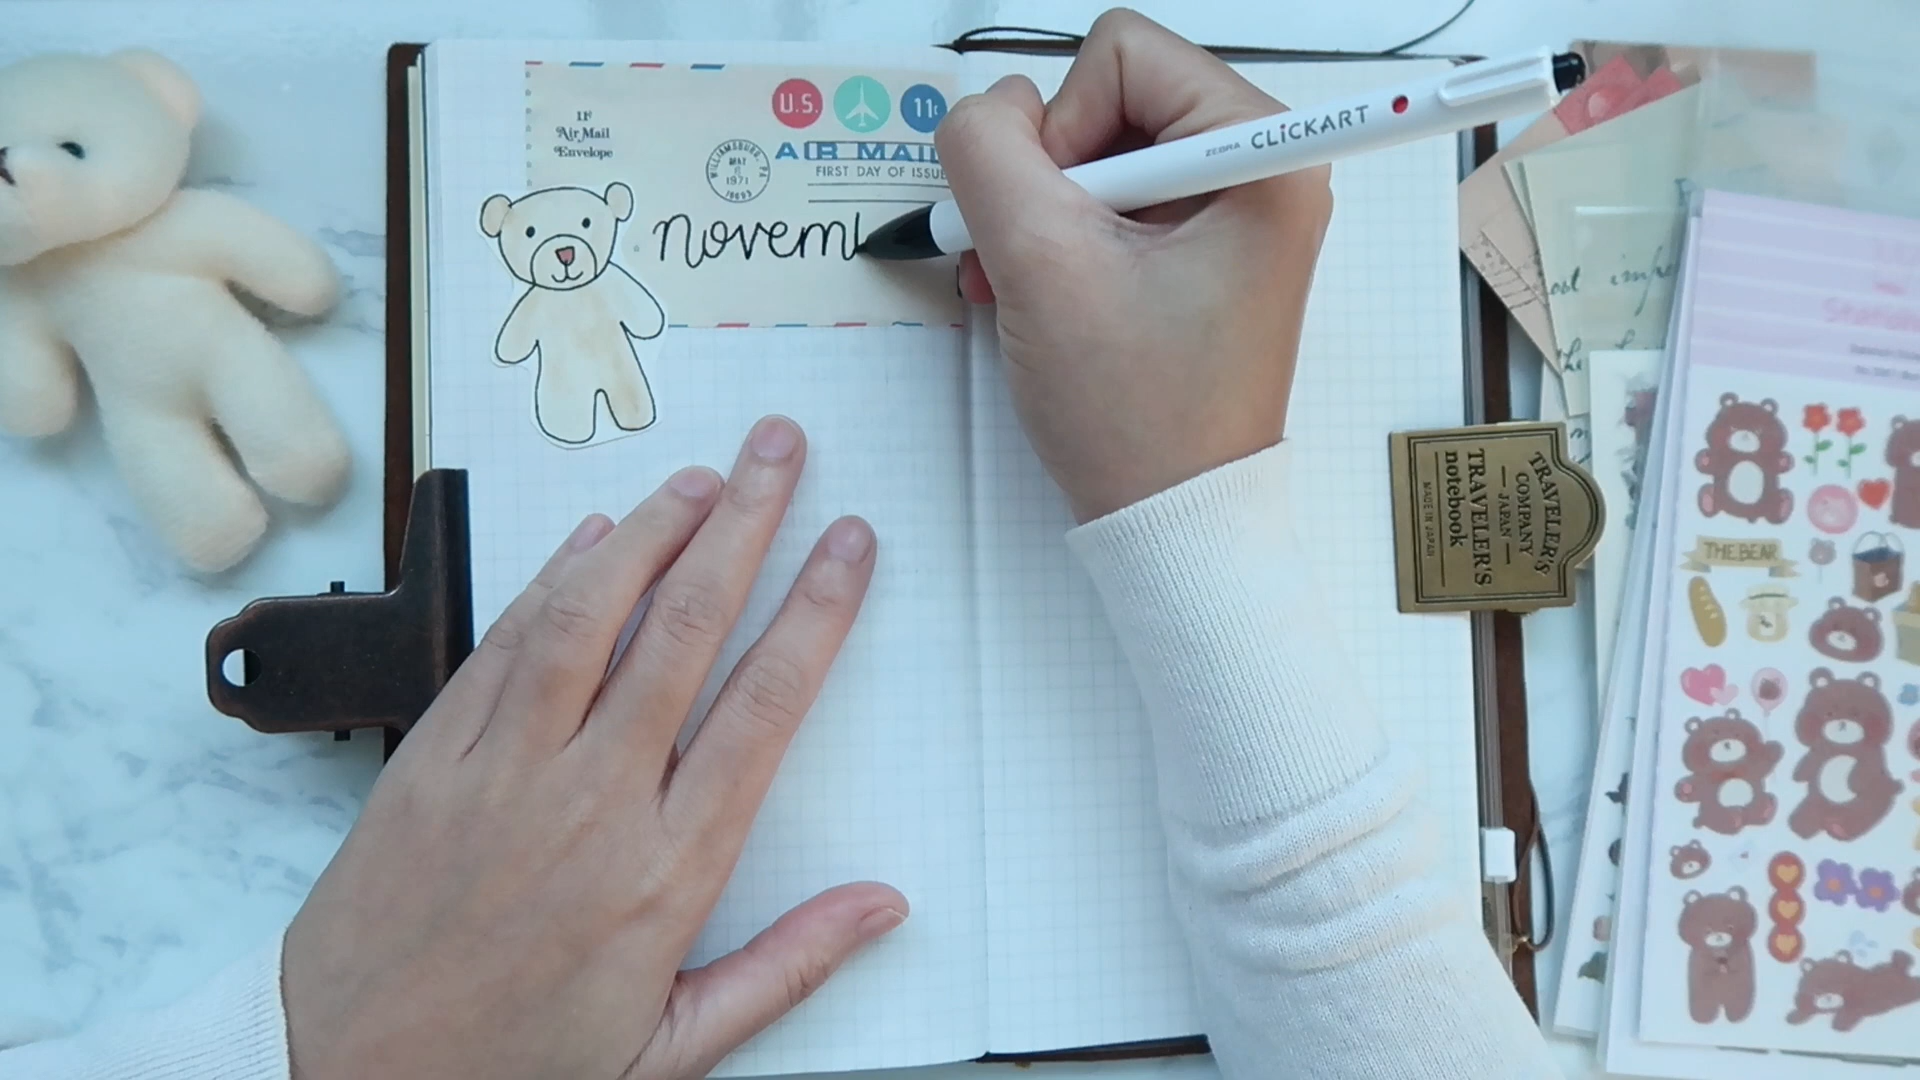 U.S.
11c
1F
Air Mail
Envelope
AIR MAIL
FIRST DAY OF ISSUE
WILLIAMSBURG, PA
MAY
1971
novem
ZEBRA CLiCKART
TRAVELER'S
COMPANY
JAPAN
TRAVELER'S
notebook
MADE IN JAPAN
THE BEAR